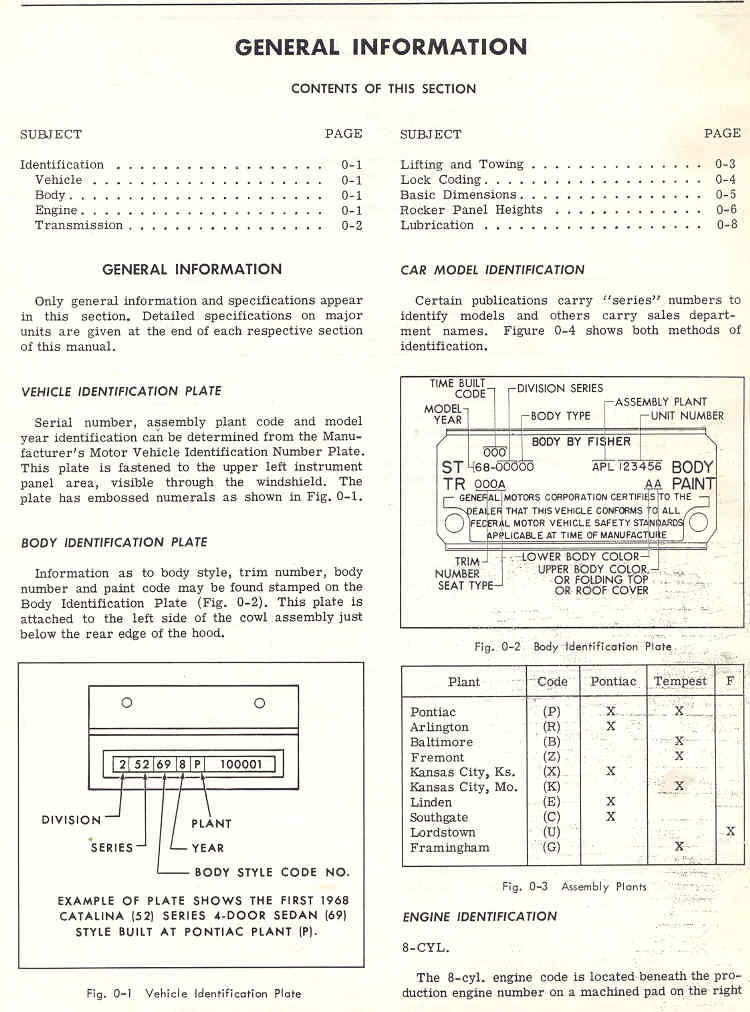 GENERAL INFORMATION
CONTENTS OF THIS SECTION
SUBJECT PAGE
Identification . . . . . . . . . . . . . . . . . . . 0-1
Vehicle . . . . . . . . . . . . . . . . . . . . . 0-1
Body. . . . . . . . . . . . . . . . . . . . . . . 0-1
Engine. . . . . . . . . . . . . . . . . . . . . . 0-1
Transmission . . . . . . . . . . . . . . . . . . 0-2
SUBJECT PAGE
Lifting and Towing . . . . . . . . . . . . . . . 0-3
Lock Coding. . . . . . . . . . . . . . . . . . . 0-4
Basic Dimensions. . . . . . . . . . . . . . . . 0-5
Rocker Panel Heights . . . . . . . . . . . . . 0-6
Lubrication . . . . . . . . . . . . . . . . . . . 0-8
GENERAL INFORMATION
Only general information and specifications appear
in this section. Detailed specifications on major
units are given at the end of each respective section
of this manual.
VEHICLE IDENTIFICATION PLATE
Serial number, assembly plant code and model
year identification can be determined from the Manu-
facturer's Motor Vehicle Identification Number Plate.
This plate is fastened to the upper left instrument
panel area, visible through the windshield. The
plate has embossed numerals as shown in Fig. 0-1.
BODY IDENTIFICATION PLATE
Information as to body style, trim number, body
number and paint code may be found stamped on the
Body Identification Plate (Fig. 0-2). This plate is
attached to the left side of the cowl assembly just
below the rear edge of the hood.
2 52 69 8 P 100001
DIVISION
PLANT
SERIES
YEAR
BODY STYLE CODE NO.
EXAMPLE OF PLATE SHOWS THE FIRST 1968
CATALINA (52) SERIES 4-DOOR SEDAN (69)
STYLE BUILT AT PONTIAC PLANT (P).
Fig. 0-1 Vehicle Identification Plate
CAR MODEL IDENTIFICATION
Certain publications carry "series" numbers to
identify models and others carry sales depart-
ment names. Figure 0-4 shows both methods of
identification.
TIME BUILT
CODE
DIVISION SERIES
MODEL
YEAR
BODY TYPE
ASSEMBLY PLANT
UNIT NUMBER
BODY BY FISHER
000
ST 68-00000 APL 123456 BODY
TR 000A AA PAINT
GENERAL MOTORS CORPORATION CERTIFIES TO THE
DEALER THAT THIS VEHICLE CONFORMS TO ALL
FEDERAL MOTOR VEHICLE SAFETY STANDARDS
APPLICABLE AT TIME OF MANUFACTURE
TRIM
NUMBER
SEAT TYPE
LOWER BODY COLOR
UPPER BODY COLOR
OR FOLDING TOP
OR ROOF COVER
Fig. 0-2 Body Identification Plate
Plant Code Pontiac Tempest F
Pontiac (P) X X
Arlington (R) X
Baltimore (B) X
Fremont (Z) X
Kansas City, Ks. (X) X
Kansas City, Mo. (K) X
Linden (E) X
Southgate (C) X
Lordstown (U) X
Framingham (G) X
Fig. 0-3 Assembly Plants
ENGINE IDENTIFICATION
8-CYL.
The 8-cyl. engine code is located beneath the pro-
duction engine number on a machined pad on the right